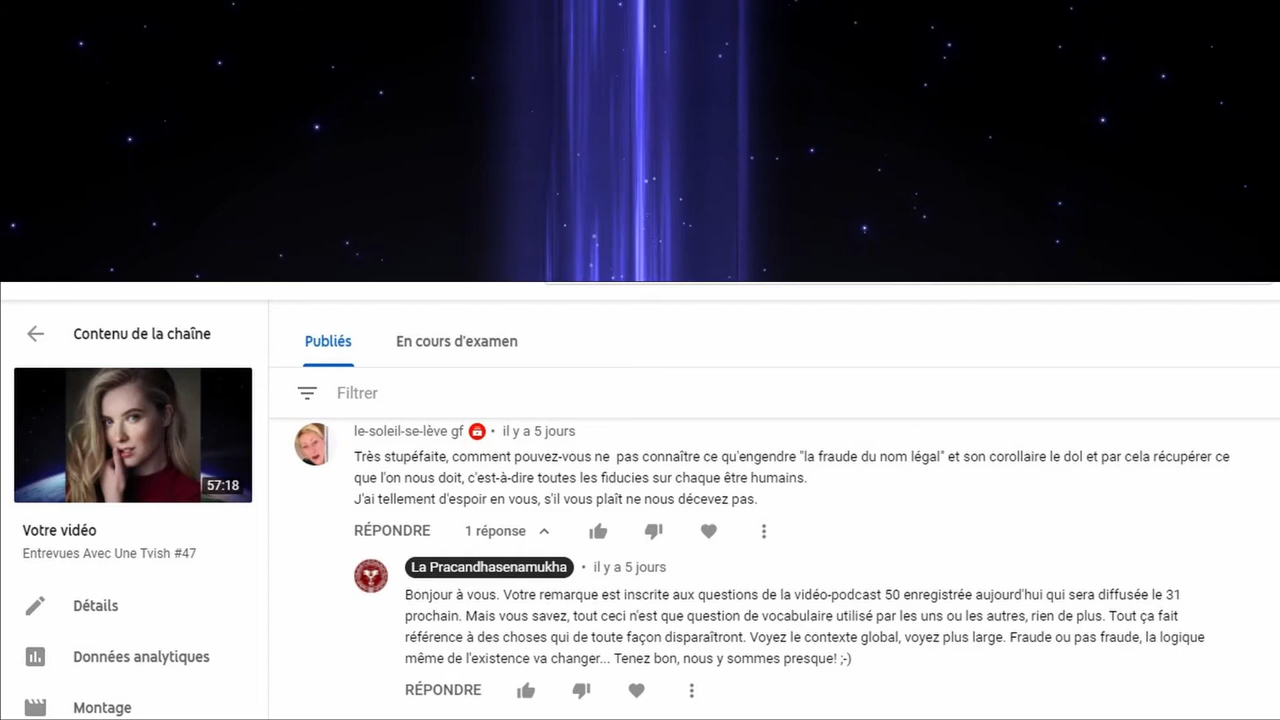 Contenu de la chaîne
Publiés
En cours d'examen
Filtrer
57:18
Votre vidéo
Entrevues Avec Une Tvish #47
Détails
Données analytiques
Montage
le-soleil-se-lève gf • il y a 5 jours
Très stupéfaite, comment pouvez-vous ne  pas connaître ce qu'engendre "la fraude du nom légal" et son corollaire le dol et par cela récupérer ce
que l'on nous doit, c'est-à-dire toutes les fiducies sur chaque être humains.
J'ai tellement d'espoir en vous, s'il vous plaît ne nous décevez pas.
RÉPONDRE 1 réponse
La Pracandhasenamukha • il y a 5 jours
Bonjour à vous. Votre remarque est inscrite aux questions de la vidéo-podcast 50 enregistrée aujourd'hui qui sera diffusée le 31
prochain. Mais vous savez, tout ceci n'est que question de vocabulaire utilisé par les uns ou les autres, rien de plus. Tout ça fait
référence à des choses qui de toute façon disparaîtront. Voyez le contexte global, voyez plus large. Fraude ou pas fraude, la logique
même de l'existence va changer... Tenez bon, nous y sommes presque! ;-)
RÉPONDRE